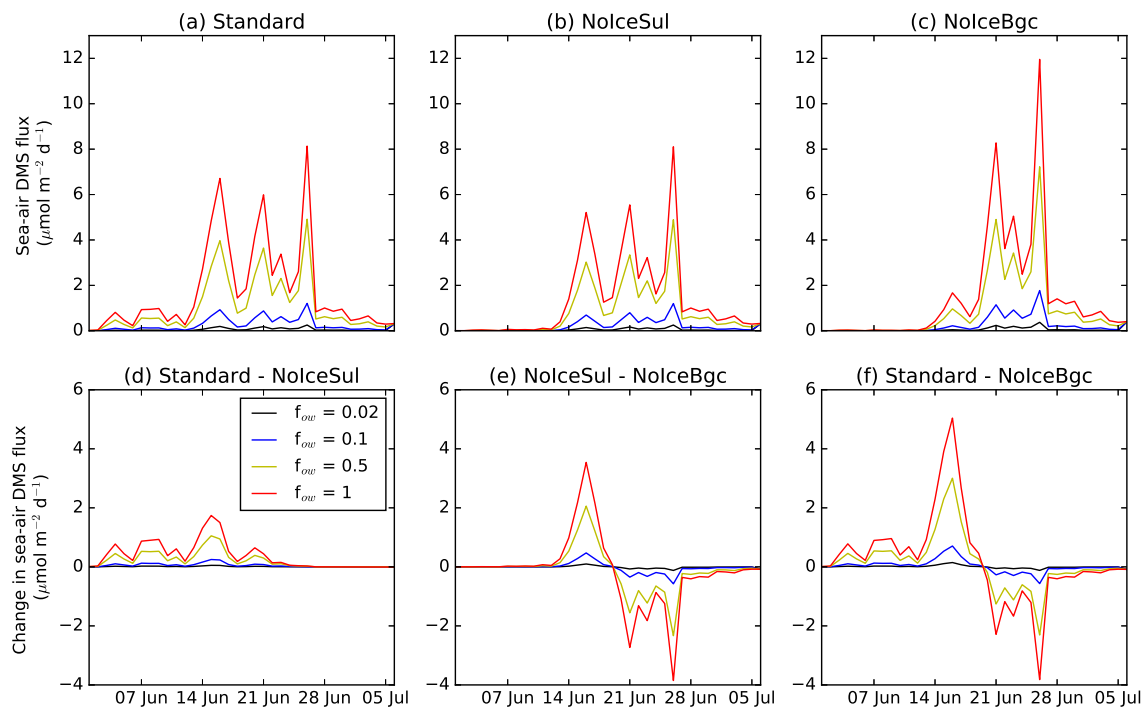 (a) Standard
(b) NoIceSul
(c) NoIceBgc
Sea-air DMS flux
(μmol m⁻² d⁻¹)
12
10
8
6
4
2
0
12
10
8
6
4
2
0
12
10
8
6
4
2
0
(d) Standard - NoIceSul
(e) NoIceSul - NoIceBgc
(f) Standard - NoIceBgc
Change in sea-air DMS flux
(μmol m⁻² d⁻¹)
6
4
2
0
−2
−4
f_ow = 0.02
f_ow = 0.1
f_ow = 0.5
f_ow = 1
6
4
2
0
−2
−4
6
4
2
0
−2
−4
07 Jun 14 Jun 21 Jun 28 Jun 05 Jul
07 Jun 14 Jun 21 Jun 28 Jun 05 Jul
07 Jun 14 Jun 21 Jun 28 Jun 05 Jul